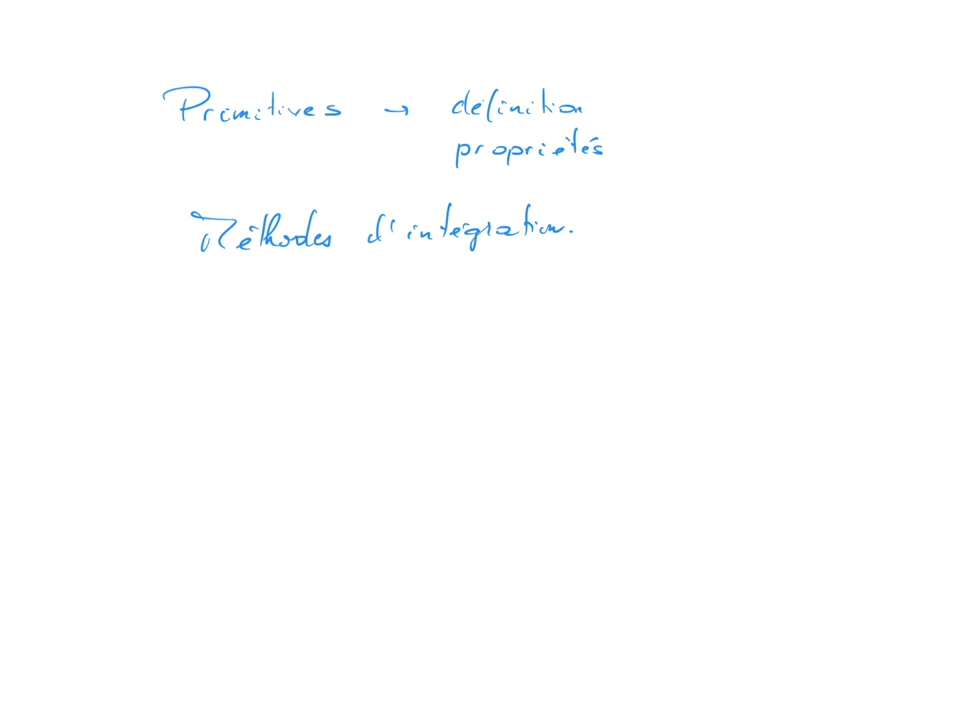 Primitives → définition
propriétés
Méthodes d'intégration.